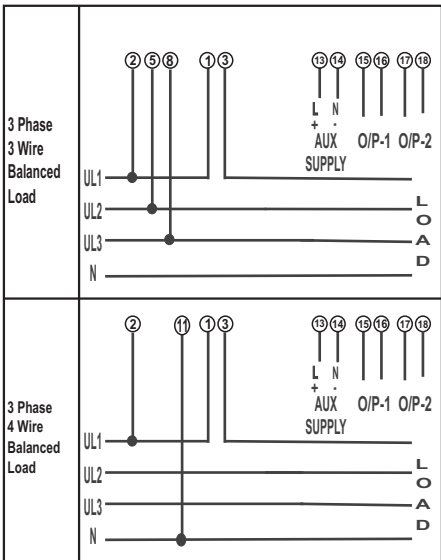 ② ⑤ ⑧ ① ③ ⑬ ⑭ ⑮ ⑯ ⑰ ⑱
L N
+ -
AUX O/P-1 O/P-2
SUPPLY
3 Phase
3 Wire
Balanced
Load
UL1
UL2
UL3
N
L
O
A
D
② ⑪ ① ③ ⑬ ⑭ ⑮ ⑯ ⑰ ⑱
L N
+ -
AUX O/P-1 O/P-2
SUPPLY
3 Phase
4 Wire
Balanced
Load
UL1
UL2
UL3
N
L
O
A
D